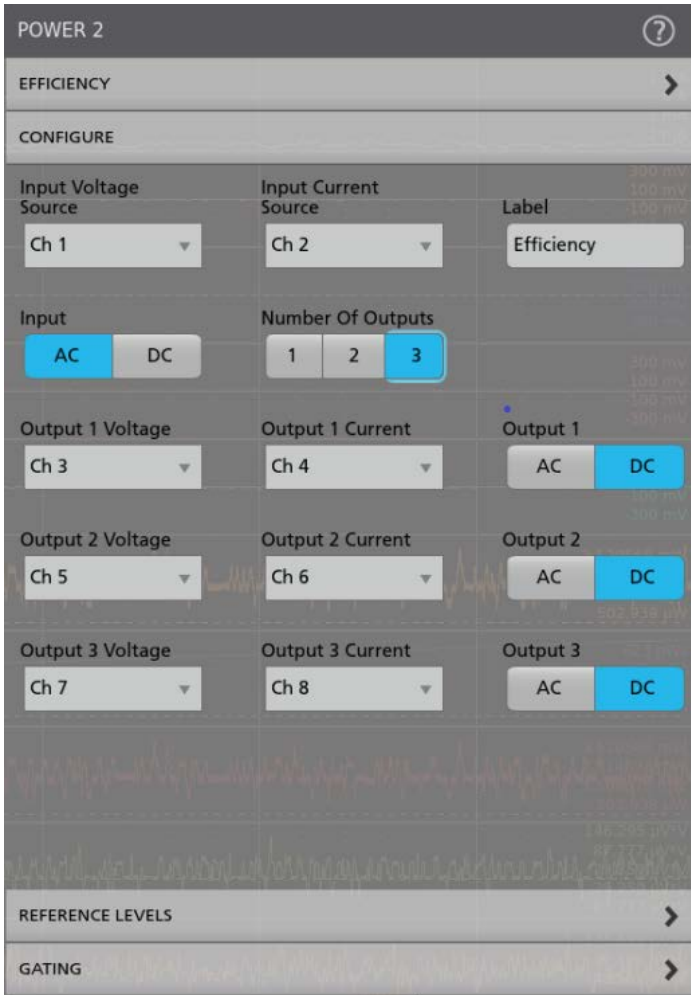 POWER 2
?
EFFICIENCY
CONFIGURE
Input Voltage Source
Input Current Source
Label
Ch 1
Ch 2
Efficiency
Input
Number Of Outputs
AC
DC
1
2
3
Output 1 Voltage
Output 1 Current
Output 1
Ch 3
Ch 4
AC
DC
Output 2 Voltage
Output 2 Current
Output 2
Ch 5
Ch 6
AC
DC
Output 3 Voltage
Output 3 Current
Output 3
Ch 7
Ch 8
AC
DC
REFERENCE LEVELS
GATING